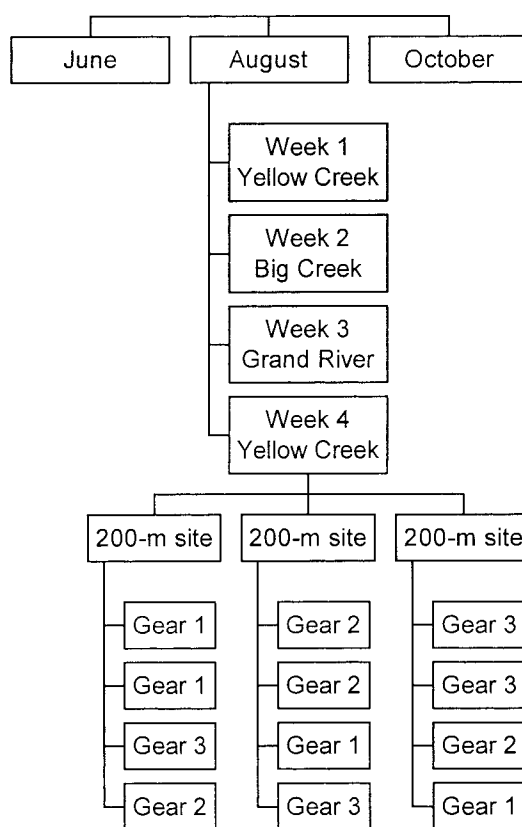 June
August
October
Week 1
Yellow Creek
Week 2
Big Creek
Week 3
Grand River
Week 4
Yellow Creek
200-m site
200-m site
200-m site
Gear 1
Gear 2
Gear 3
Gear 1
Gear 2
Gear 3
Gear 3
Gear 1
Gear 2
Gear 2
Gear 3
Gear 1